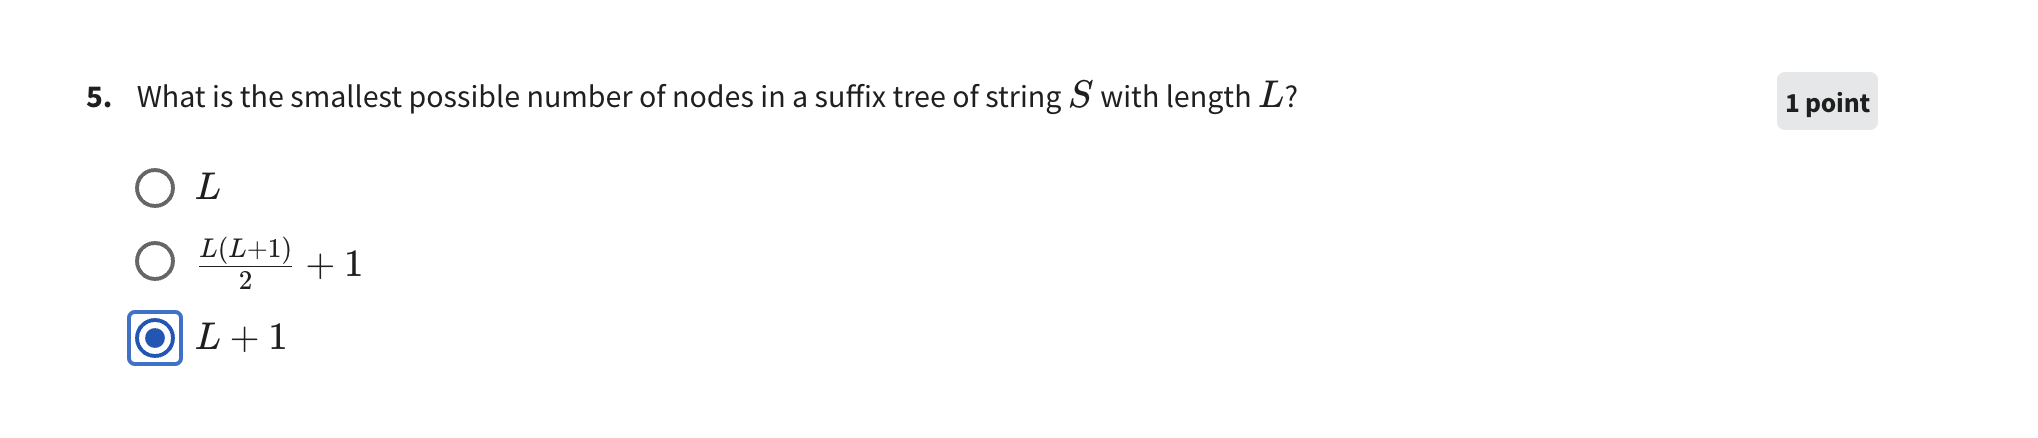 5. What is the smallest possible number of nodes in a suffix tree of string S with length L?
1 point
L
L(L+1)/2 + 1
L + 1